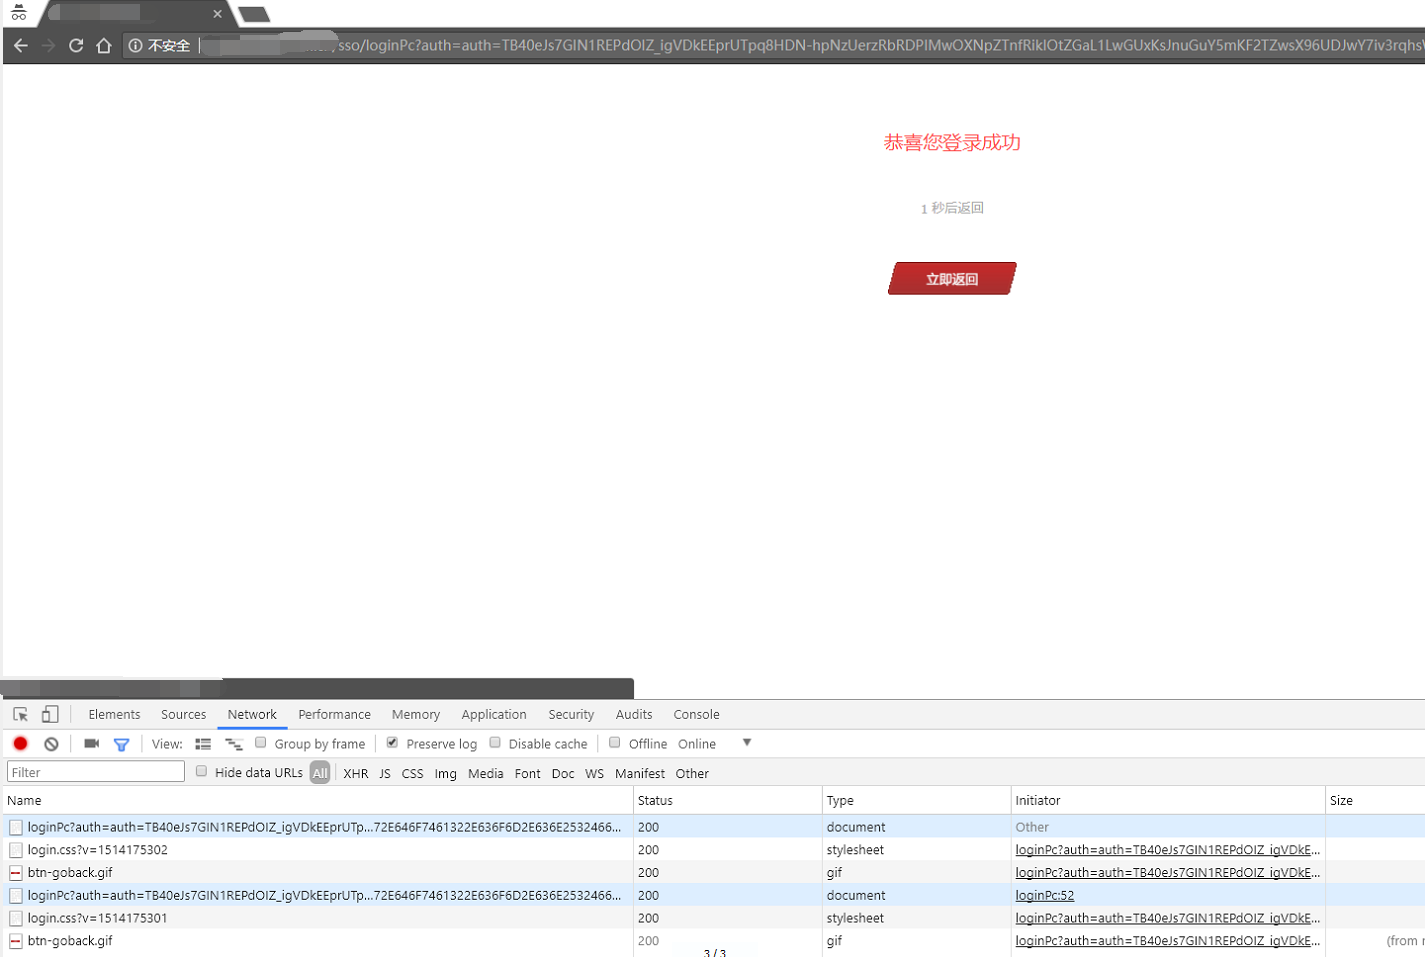 不安全 sso/loginPc?auth=auth=TB40eJs7GIN1REPdOIZ_igVDkEEprUTpq8HDN-hpNzUerzRbRDPIMwOXNpZTnfRiklOtZGaL1LwGUxKsJnuGuY5mKF2TZwsX96UDJwY7iv3rqhs
恭喜您登录成功
1 秒后返回
立即返回
Elements Sources Network Performance Memory Application Security Audits Console
View: Group by frame Preserve log Disable cache Offline Online
Filter Hide data URLs All XHR JS CSS Img Media Font Doc WS Manifest Other
Name Status Type Initiator Size
loginPc?auth=auth=TB40eJs7GIN1REPdOIZ_igVDkEEprUTp...72E646F7461322E636F6D2E636E2532466... 200 document Other
login.css?v=1514175302 200 stylesheet loginPc?auth=auth=TB40eJs7GIN1REPdOIZ_igVDkE...
btn-goback.gif 200 gif loginPc?auth=auth=TB40eJs7GIN1REPdOIZ_igVDkE...
loginPc?auth=auth=TB40eJs7GIN1REPdOIZ_igVDkEEprUTp...72E646F7461322E636F6D2E636E2532466... 200 document loginPc:52
login.css?v=1514175301 200 stylesheet loginPc?auth=auth=TB40eJs7GIN1REPdOIZ_igVDkE...
btn-goback.gif 200 gif loginPc?auth=auth=TB40eJs7GIN1REPdOIZ_igVDkE... (from
3 / 3